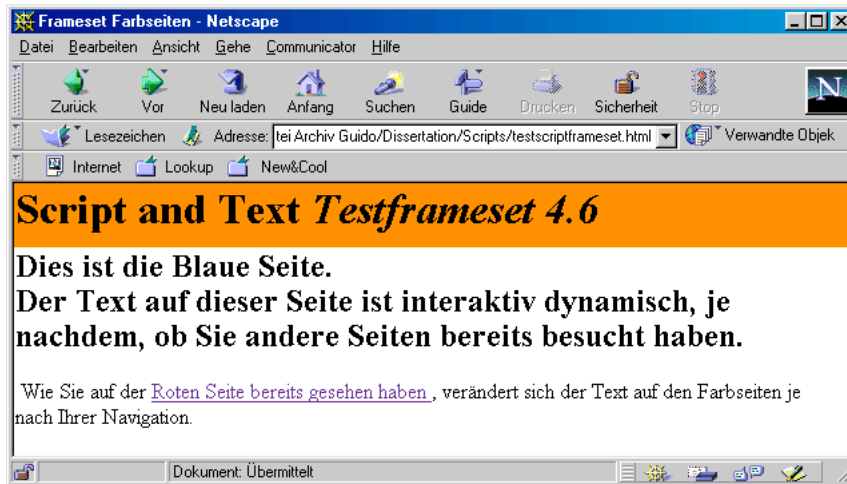 Frameset Farbseiten - Netscape
Datei Bearbeiten Ansicht Gehe Communicator Hilfe
Zurück Vor Neu laden Anfang Suchen Guide Drucken Sicherheit Stop N
Lesezeichen Adresse: tei Archiv Guido/Dissertation/Scripts/testscriptframeset.html Verwandte Objek
Internet Lookup New&Cool
Script and Text Testframeset 4.6
Dies ist die Blaue Seite.
Der Text auf dieser Seite ist interaktiv dynamisch, je
nachdem, ob Sie andere Seiten bereits besucht haben.
Wie Sie auf der Roten Seite bereits gesehen haben , verändert sich der Text auf den Farbseiten je
nach Ihrer Navigation.
Dokument: Übermittelt